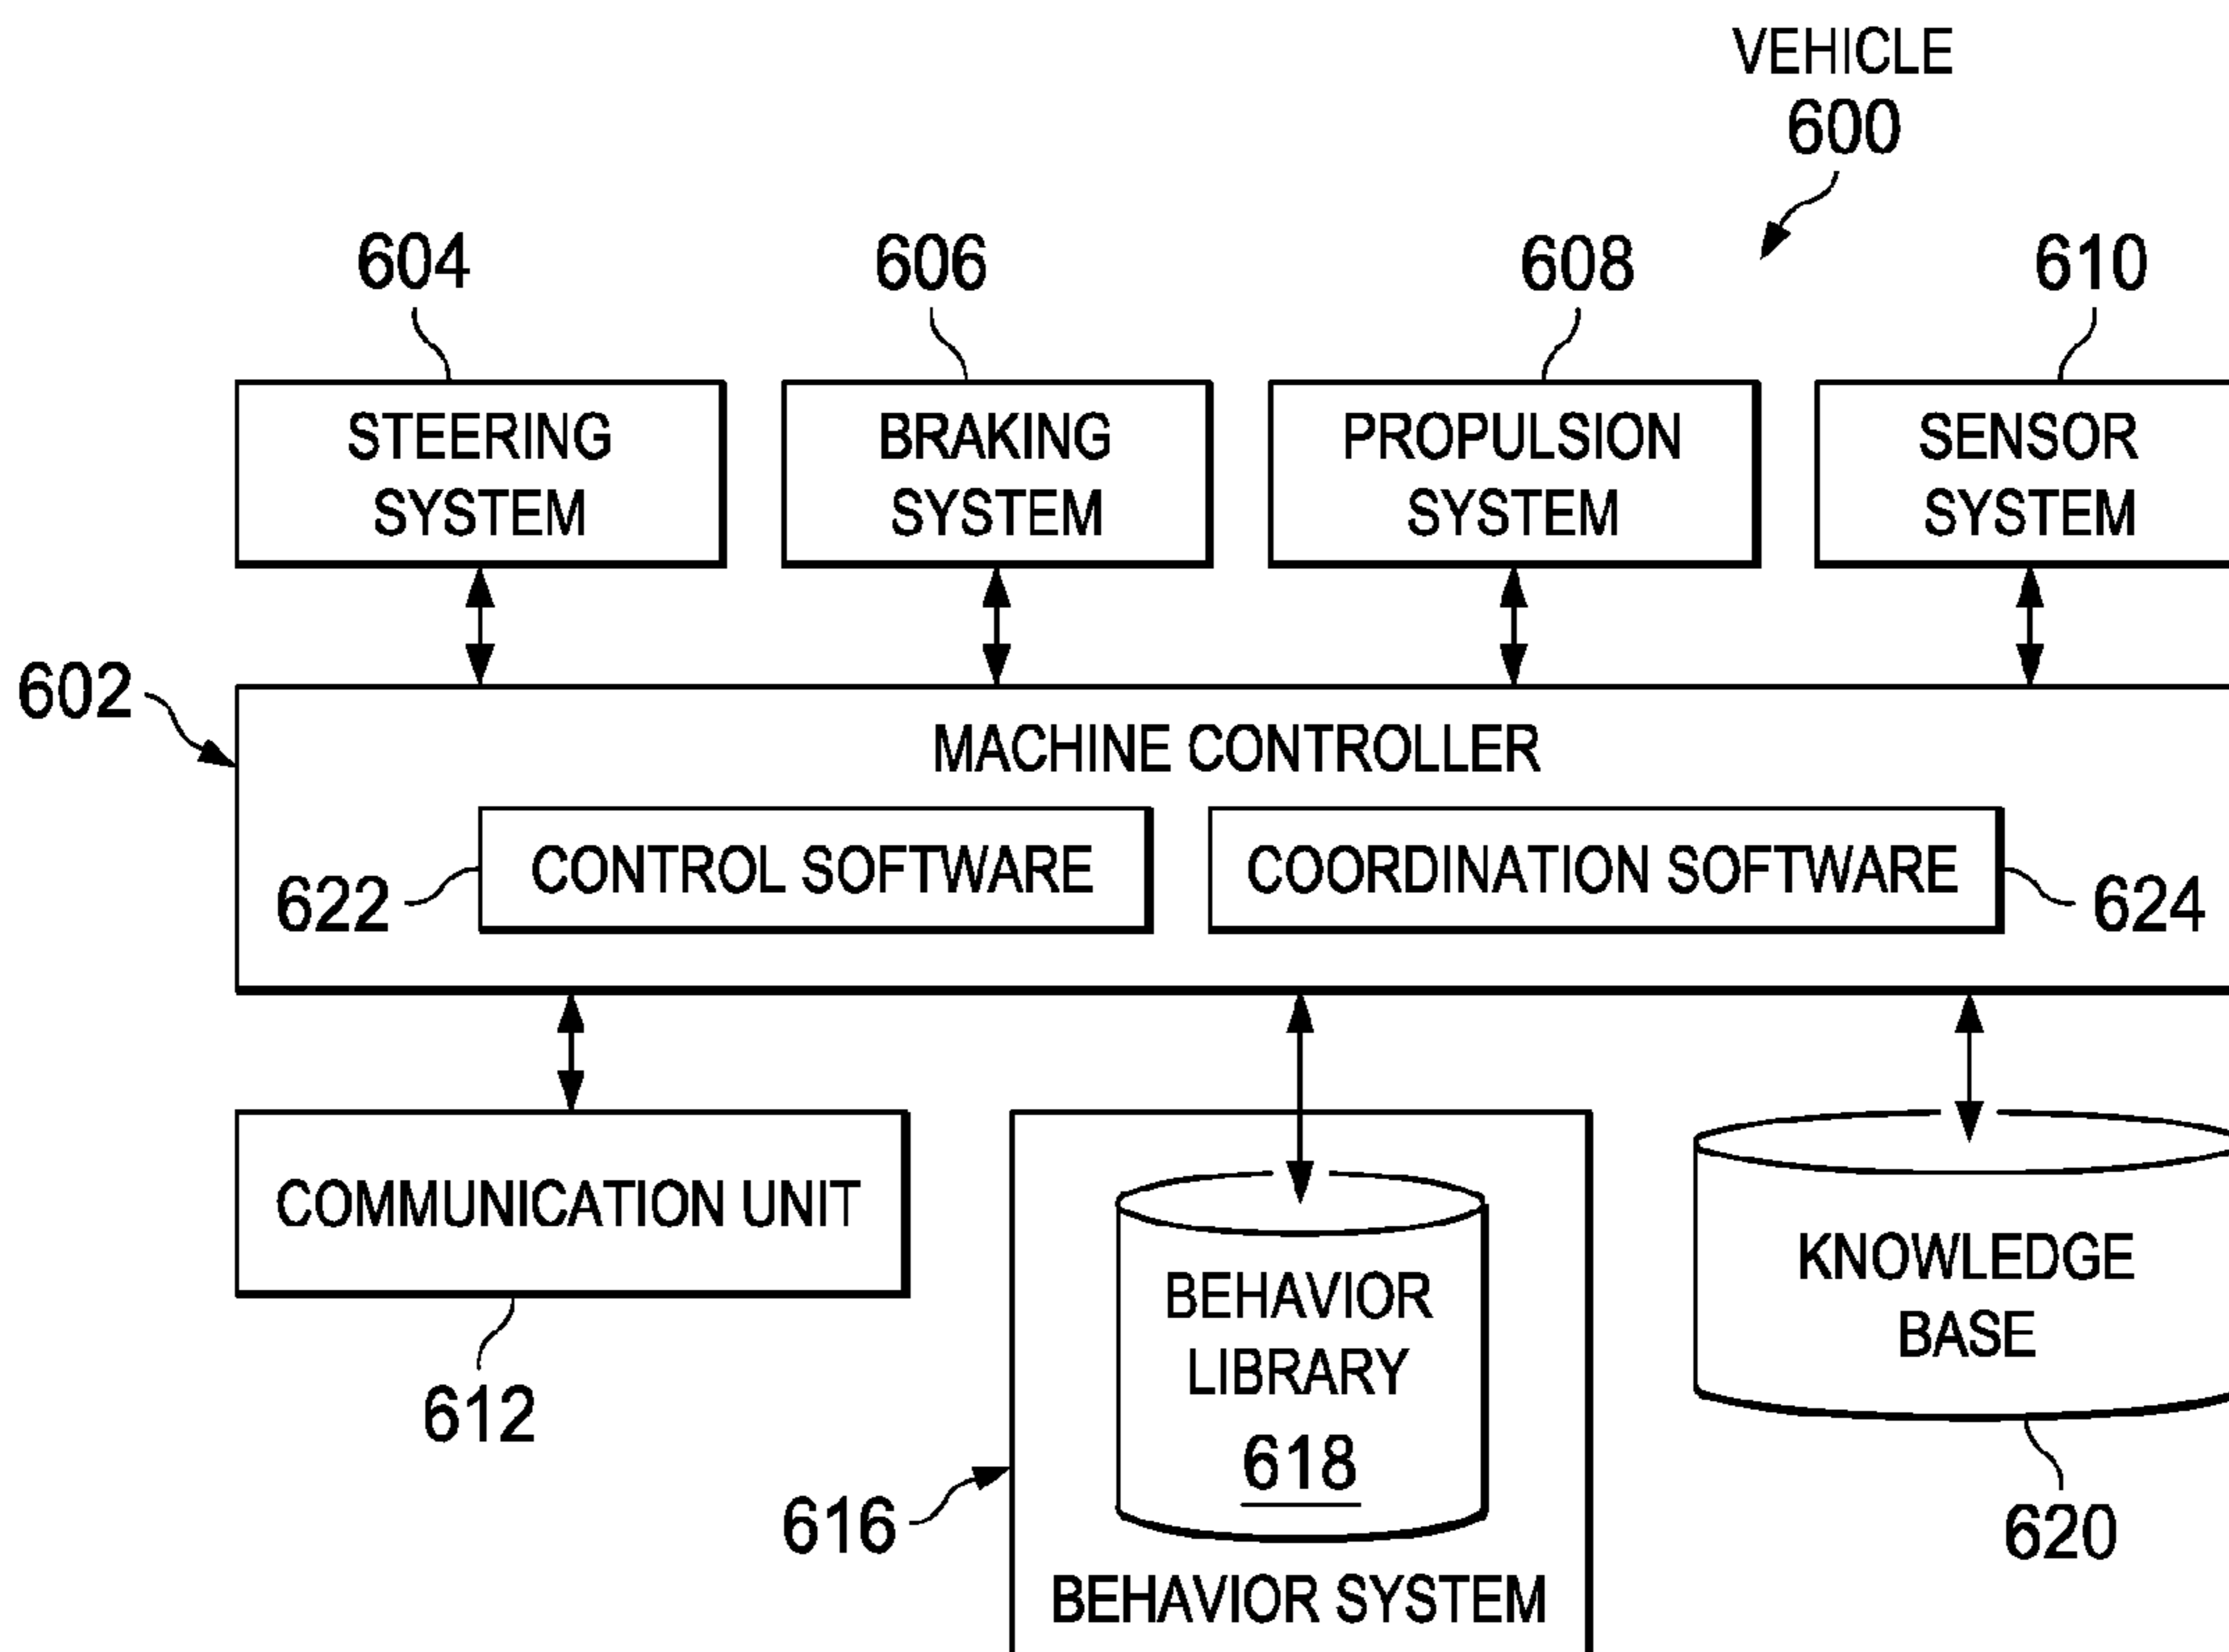 VEHICLE
600
604
606
608
610
STEERING
SYSTEM
BRAKING
SYSTEM
PROPULSION
SYSTEM
SENSOR
SYSTEM
602
MACHINE CONTROLLER
622
CONTROL SOFTWARE
COORDINATION SOFTWARE
624
COMMUNICATION UNIT
612
BEHAVIOR
LIBRARY
618
616
BEHAVIOR SYSTEM
KNOWLEDGE
BASE
620